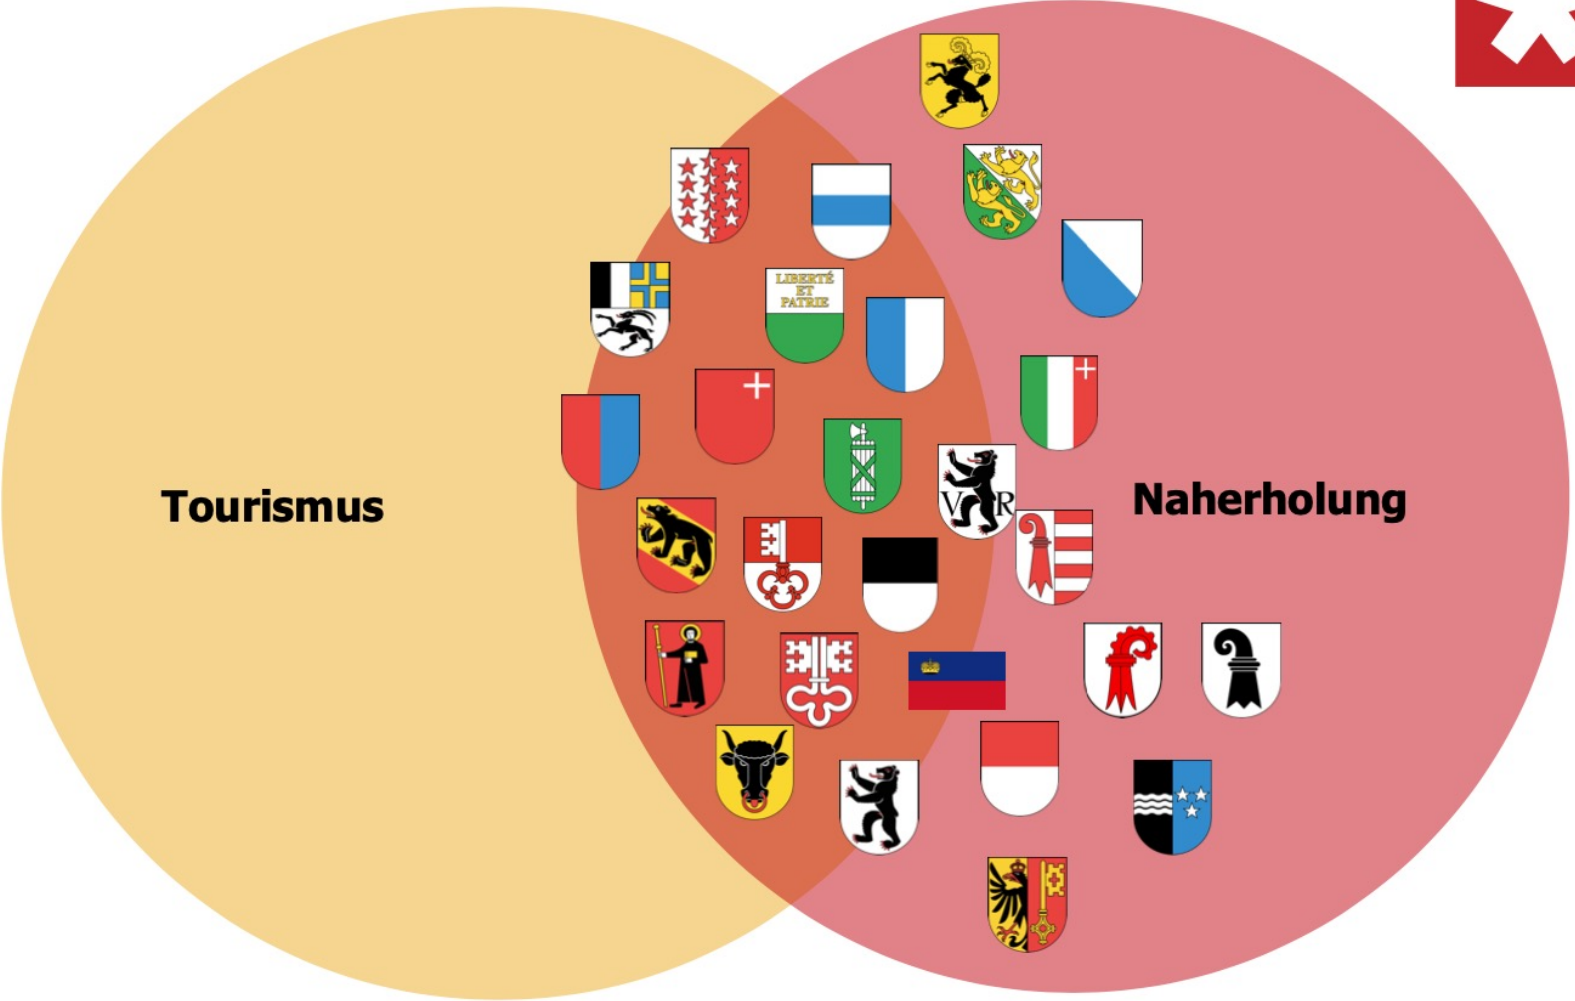 LIBERTÉ
ET
PATRIE
V R
Tourismus
Naherholung